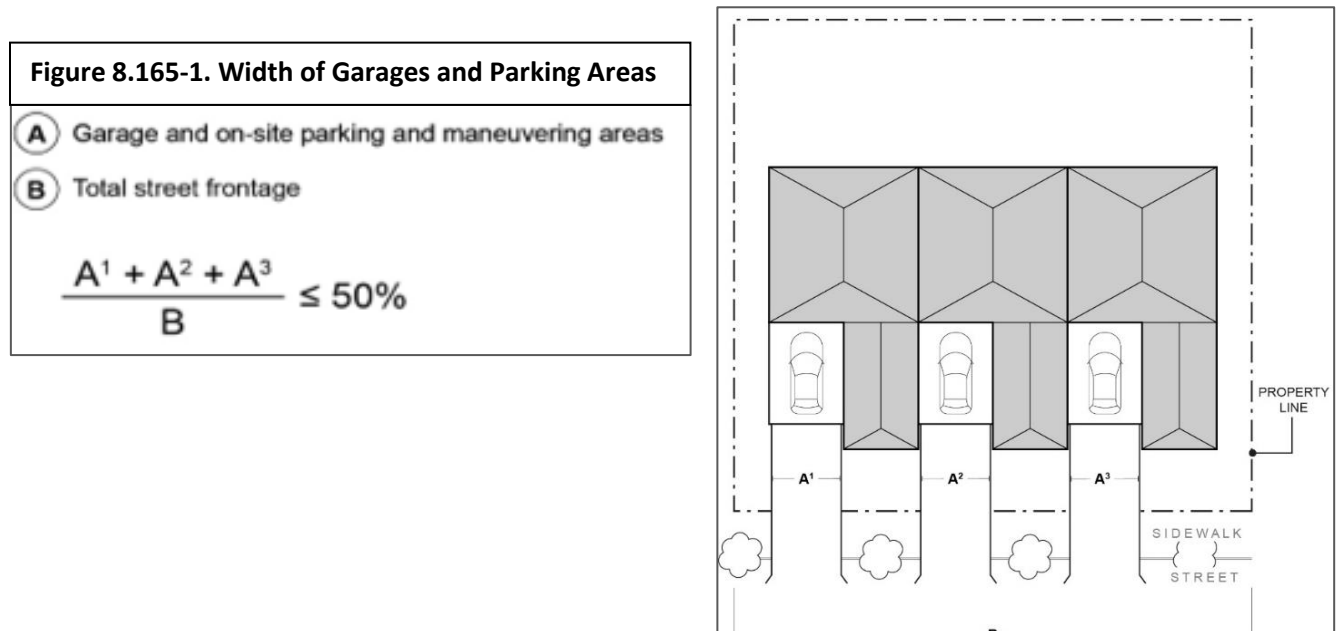 Figure 8.165-1. Width of Garages and Parking Areas
A Garage and on-site parking and maneuvering areas
B Total street frontage
A¹ + A² + A³
B
≤ 50%
PROPERTY
LINE
A¹ A² A³
SIDEWALK
STREET